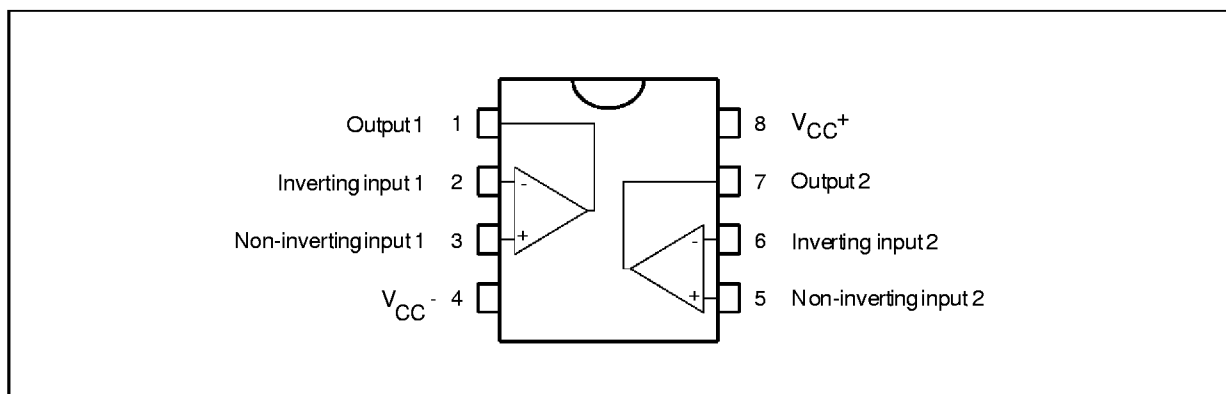 Output 1 1
Inverting input 1 2
Non-inverting input 1 3
VCC- 4
8 VCC+
7 Output 2
6 Inverting input 2
5 Non-inverting input 2
-
+
-
+